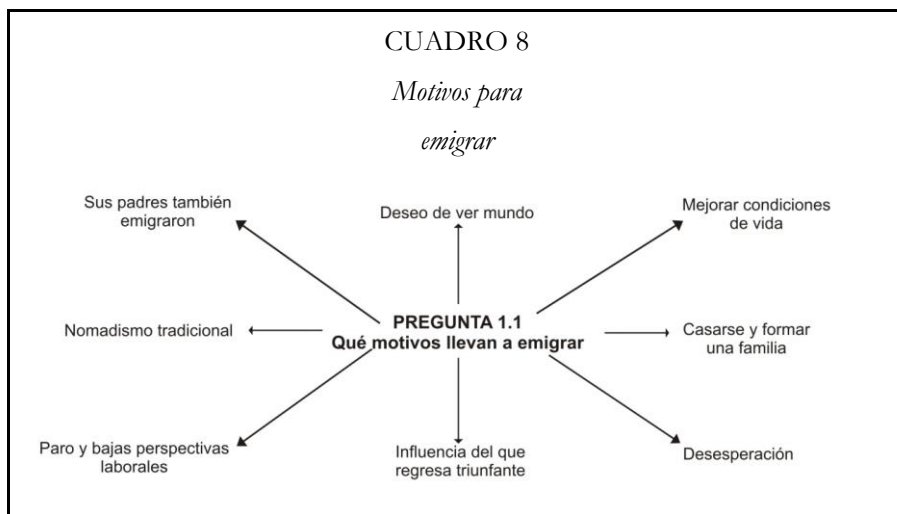 CUADRO 8
Motivos para
emigrar
Sus padres también
emigraron
Deseo de ver mundo
Mejorar condiciones
de vida
Nomadismo tradicional
PREGUNTA 1.1
Qué motivos llevan a emigrar
Casarse y formar
una familia
Paro y bajas perspectivas
laborales
Influencia del que
regresa triunfante
Desesperación